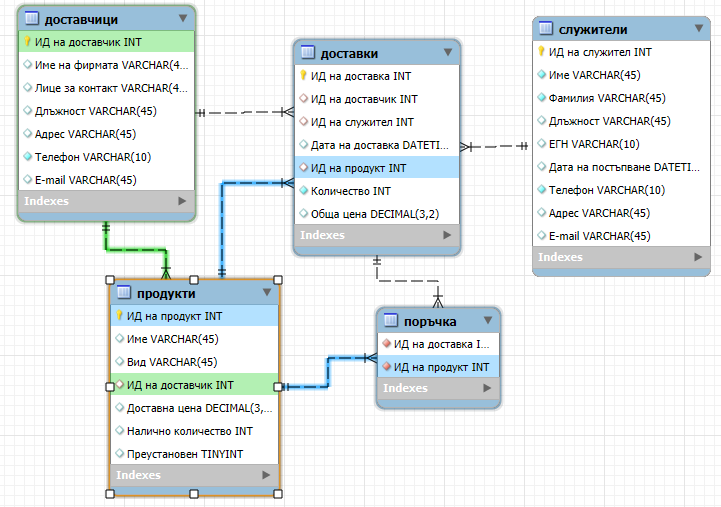 доставчици
ИД на доставчик INT
Име на фирмата VARCHAR(4...
Лице за контакт VARCHAR(4...
Длъжност VARCHAR(45)
Адрес VARCHAR(45)
Телефон VARCHAR(10)
E-mail VARCHAR(45)
Indexes
доставки
ИД на доставка INT
ИД на доставчик INT
ИД на служител INT
Дата на доставка DATETI...
ИД на продукт INT
Количество INT
Обща цена DECIMAL(3,2)
Indexes
служители
ИД на служител INT
Име VARCHAR(45)
Фамилия VARCHAR(45)
Длъжност VARCHAR(45)
ЕГН VARCHAR(10)
Дата на постъпване DATETI...
Телефон VARCHAR(10)
Адрес VARCHAR(45)
E-mail VARCHAR(45)
Indexes
продукти
ИД на продукт INT
Име VARCHAR(45)
Вид VARCHAR(45)
ИД на доставчик INT
Доставна цена DECIMAL(3,...
Налично количество INT
Преустановен TINYINT
Indexes
поръчка
ИД на доставка I...
ИД на продукт INT
Indexes